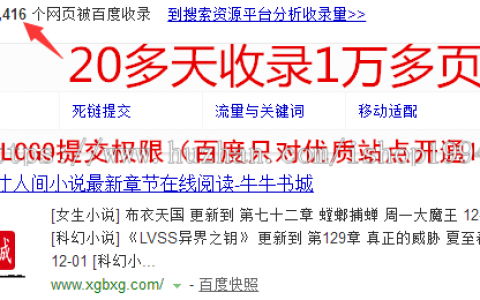 ,416 个网页被百度收录 到搜索资源平台分析收录量>>
20多天收录1万多页
死链提交 流量与关键词 移动适配
LCGO提交权限（百度只对优质站点开通
寸人间小说最新章节在线阅读-牛牛书城
[女生小说] 布衣天国 更新到 第七十二章 螳螂捕蝉 周一大魔王 12-
[科幻小说] 《LVSS异界之钥》 更新到 第129章 真正的威胁 夏至
12-01 [科幻小...
城
www.xgbxg.com/ - 百度快照